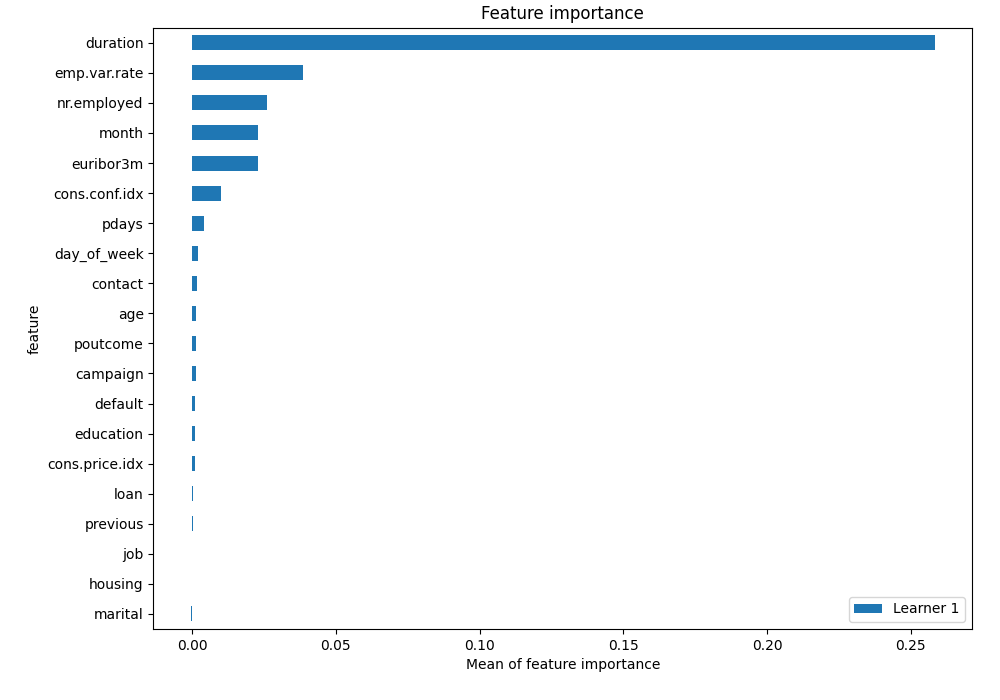 Feature importance
duration
emp.var.rate
nr.employed
month
euribor3m
cons.conf.idx
pdays
day_of_week
contact
age
poutcome
campaign
default
education
cons.price.idx
loan
previous
job
housing
marital
feature
Learner 1
0.00 0.05 0.10 0.15 0.20 0.25
Mean of feature importance